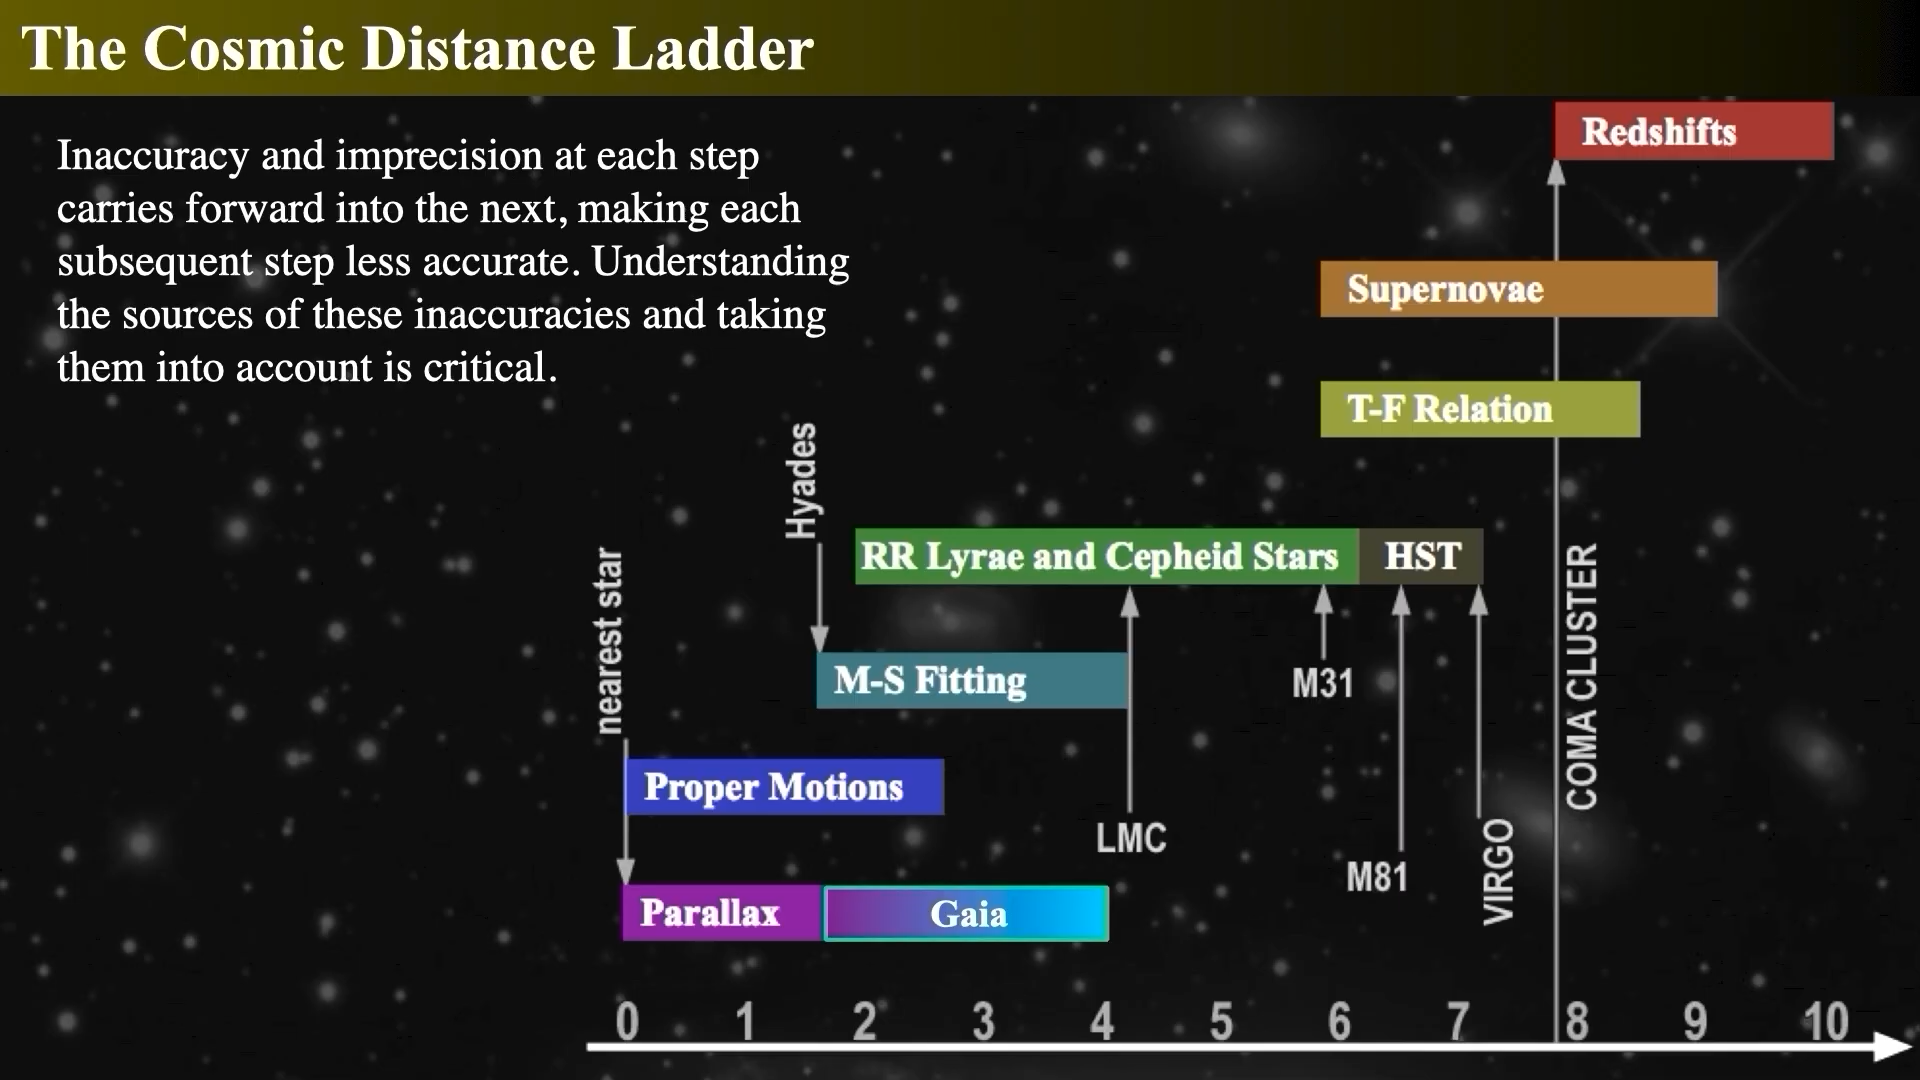 The Cosmic Distance Ladder
Inaccuracy and imprecision at each step
carries forward into the next, making each
subsequent step less accurate. Understanding
the sources of these inaccuracies and taking
them into account is critical.
Redshifts
Supernovae
T-F Relation
Hyades
RR Lyrae and Cepheid Stars
HST
nearest star
M-S Fitting
M31
COMA CLUSTER
Proper Motions
LMC
M81
VIRGO
Parallax
Gaia
0 1 2 3 4 5 6 7 8 9 10